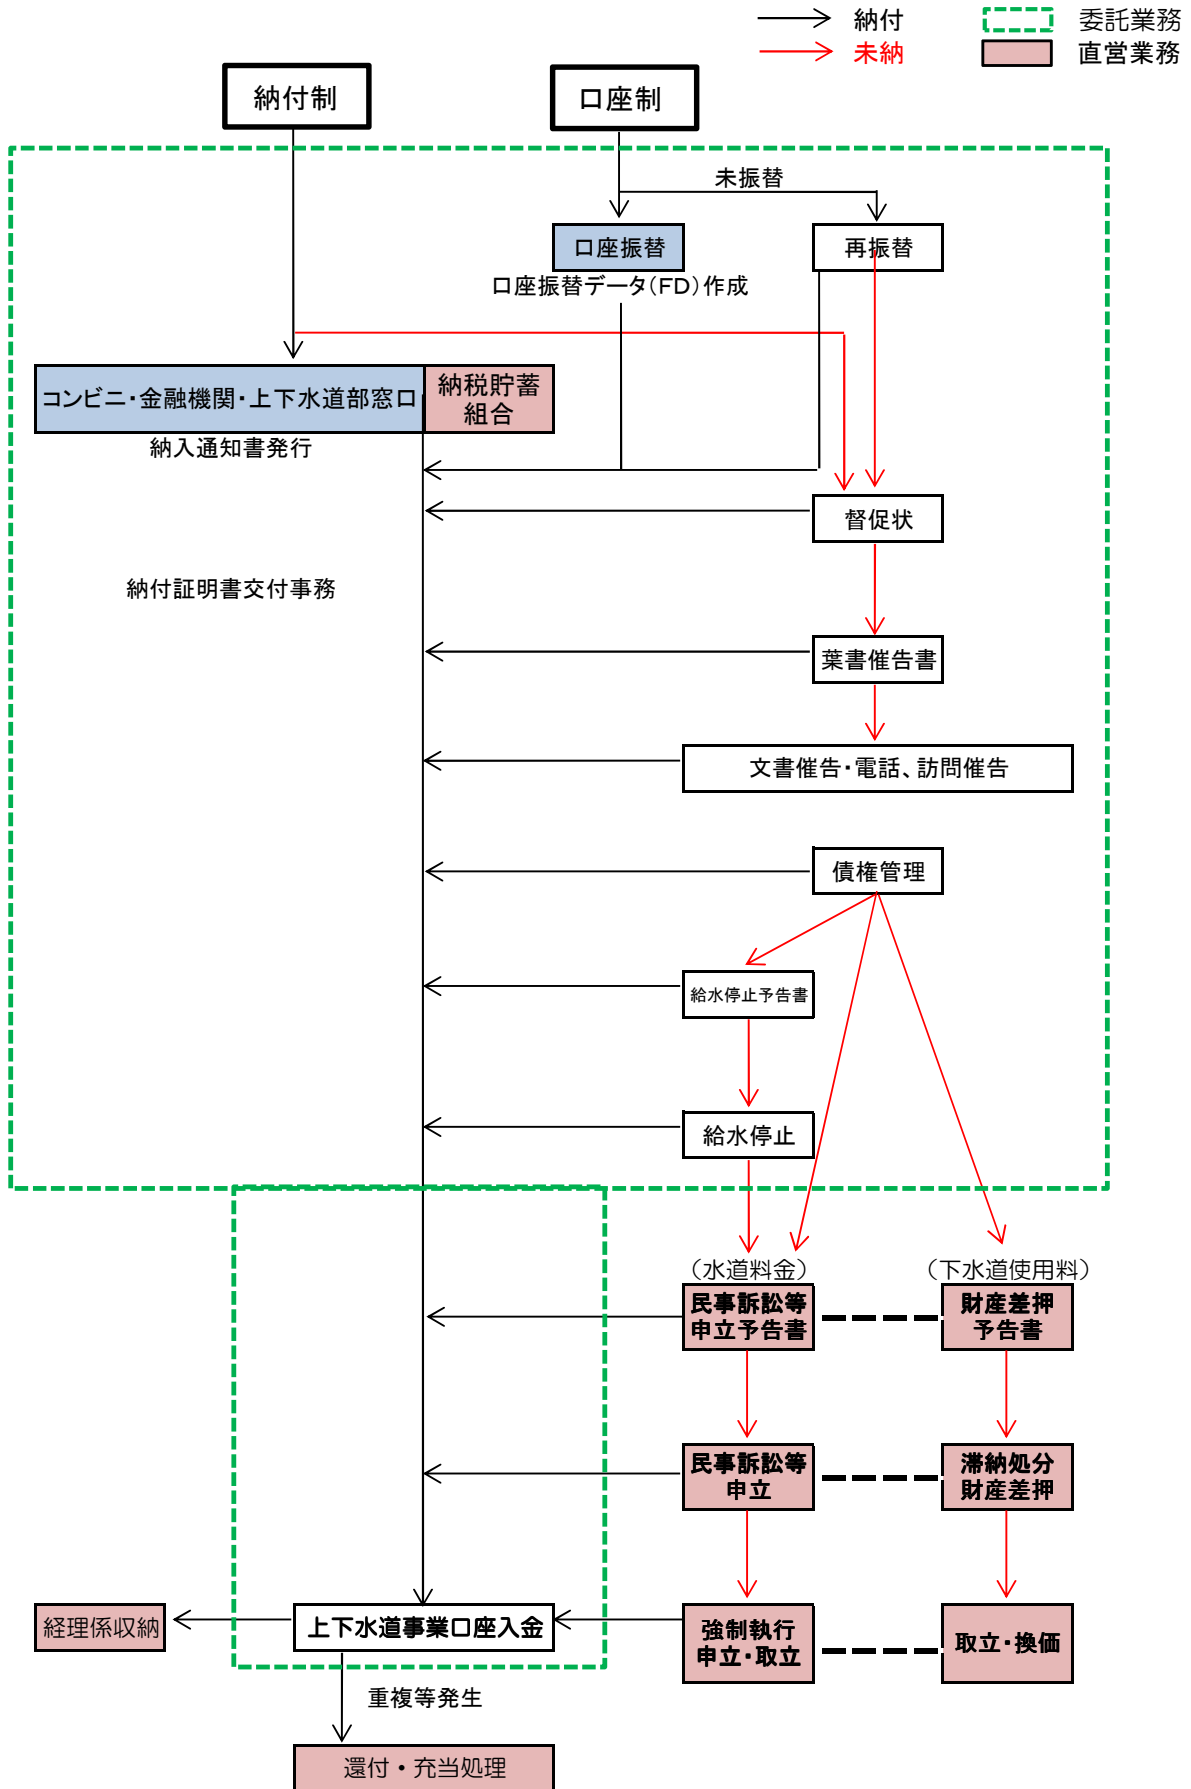 納付
委託業務
未納
直営業務
納付制
口座制
未振替
口座振替
再振替
口座振替データ(FD)作成
コンビニ・金融機関・上下水道部窓口
納税貯蓄
組合
納入通知書発行
督促状
納付証明書交付事務
葉書催告書
文書催告・電話、訪問催告
債権管理
給水停止予告書
給水停止
（水道料金）
（下水道使用料）
民事訴訟等
申立予告書
財産差押
予告書
民事訴訟等
申立
滞納処分
財産差押
経理係収納
上下水道事業口座入金
強制執行
申立・取立
取立・換価
重複等発生
還付・充当処理